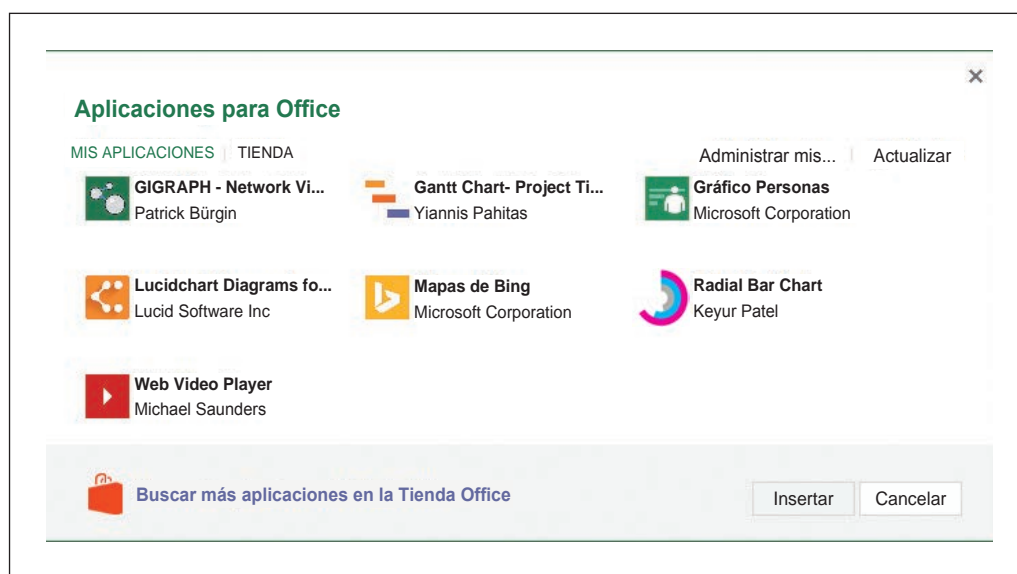 ×
Aplicaciones para Office
MIS APLICACIONES | TIENDA
Administrar mis... | Actualizar
GIGRAPH - Network Vi...
Patrick Bürgin
Gantt Chart- Project Ti...
Yiannis Pahitas
Gráfico Personas
Microsoft Corporation
Lucidchart Diagrams fo...
Lucid Software Inc
Mapas de Bing
Microsoft Corporation
Radial Bar Chart
Keyur Patel
Web Video Player
Michael Saunders
Buscar más aplicaciones en la Tienda Office
Insertar
Cancelar